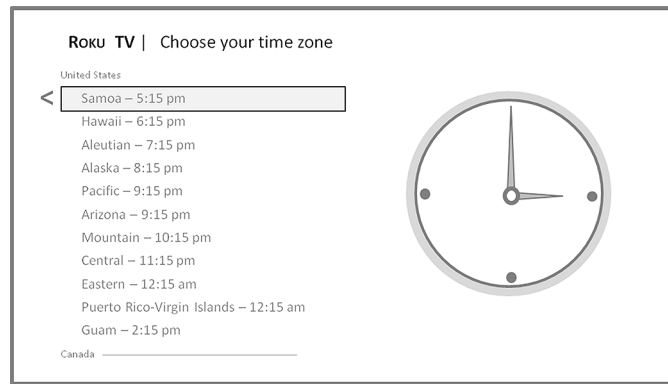 ROKU TV | Choose your time zone
United States
<
Samoa – 5:15 pm
Hawaii – 6:15 pm
Aleutian – 7:15 pm
Alaska – 8:15 pm
Pacific – 9:15 pm
Arizona – 9:15 pm
Mountain – 10:15 pm
Central – 11:15 pm
Eastern – 12:15 am
Puerto Rico-Virgin Islands – 12:15 am
Guam – 2:15 pm
Canada